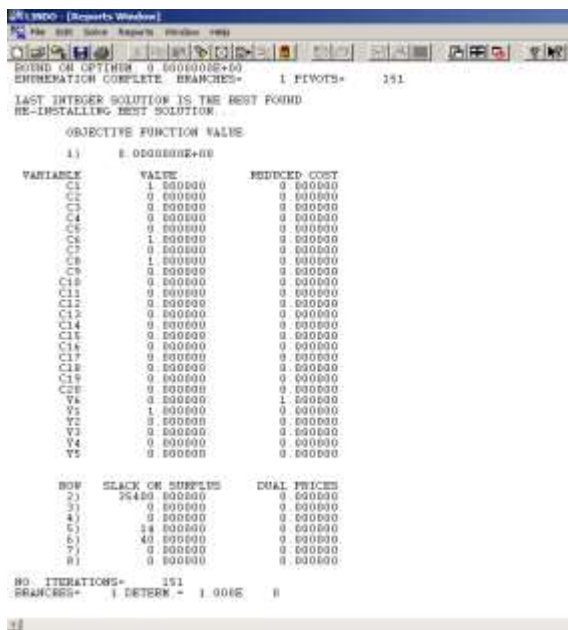 LINDO - [Reports Window]
File Edit Solve Reports Window Help
BOUND ON OPTIMUM: 0.0000000E+00
ENUMERATION COMPLETE. BRANCHES= 1 PIVOTS= 151
LAST INTEGER SOLUTION IS THE BEST FOUND
RE-INSTALLING BEST SOLUTION...
OBJECTIVE FUNCTION VALUE
1) 0.0000000E+00
VARIABLE VALUE REDUCED COST
C1 1.000000 0.000000
C2 0.000000 0.000000
C3 0.000000 0.000000
C4 0.000000 0.000000
C5 0.000000 0.000000
C6 1.000000 0.000000
C7 0.000000 0.000000
C8 1.000000 0.000000
C9 0.000000 0.000000
C10 0.000000 0.000000
C11 0.000000 0.000000
C12 0.000000 0.000000
C13 0.000000 0.000000
C14 0.000000 0.000000
C15 0.000000 0.000000
C16 0.000000 0.000000
C17 0.000000 0.000000
C18 0.000000 0.000000
C19 0.000000 0.000000
C20 0.000000 0.000000
Y6 0.000000 1.000000
Y1 1.000000 0.000000
Y2 0.000000 0.000000
Y3 0.000000 0.000000
Y4 0.000000 0.000000
Y5 0.000000 0.000000
ROW SLACK OR SURPLUS DUAL PRICES
2) 35400.000000 0.000000
3) 0.000000 0.000000
4) 0.000000 0.000000
5) 14.000000 0.000000
6) 40.000000 0.000000
7) 0.000000 0.000000
8) 0.000000 0.000000
NO. ITERATIONS= 151
BRANCHES= 1 DETERM.= 1.000E 0